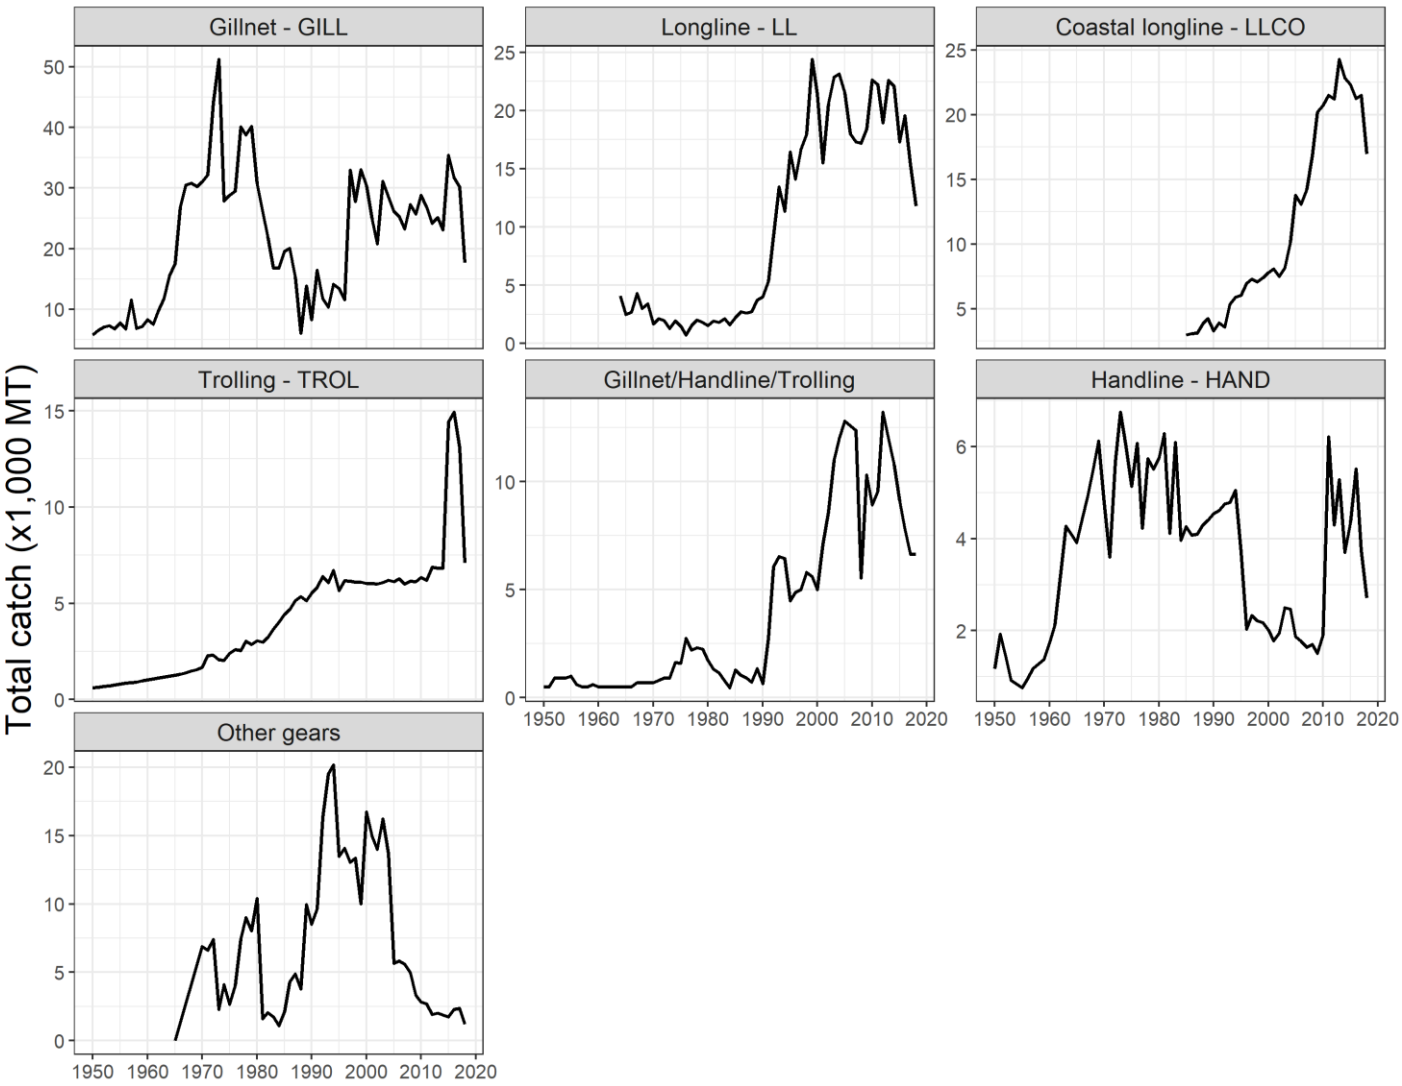 Total catch (x1,000 MT)
Gillnet - GILL
50
40
30
20
10
Longline - LL
25
20
15
10
5
0
Coastal longline - LLCO
25
20
15
10
5
Trolling - TROL
15
10
5
0
Gillnet/Handline/Trolling
10
5
0
1950 1960 1970 1980 1990 2000 2010 2020
Handline - HAND
6
4
2
1950 1960 1970 1980 1990 2000 2010 2020
Other gears
20
15
10
5
0
1950 1960 1970 1980 1990 2000 2010 2020